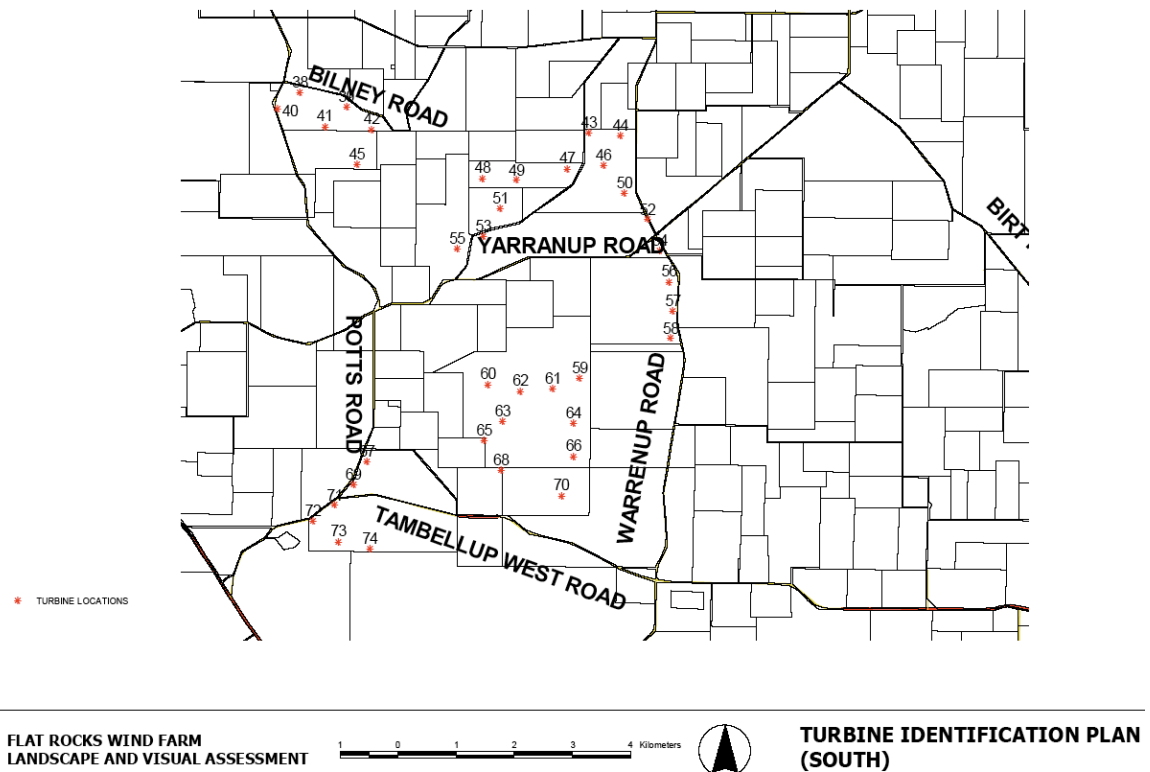 BILNEY ROAD
38
40
41
42
43
44
45
46
47
48
49
50
51
52
53
55
YARRANUP ROAD
BIRT
56
57
58
POTTS ROAD
59
60
61
62
63
64
65
66
WARRENUP ROAD
68
69
70
71
72
73
74
TAMBELLUP WEST ROAD
TURBINE LOCATIONS
FLAT ROCKS WIND FARM
LANDSCAPE AND VISUAL ASSESSMENT
1 0 1 2 3 4 Kilometers
TURBINE IDENTIFICATION PLAN
(SOUTH)